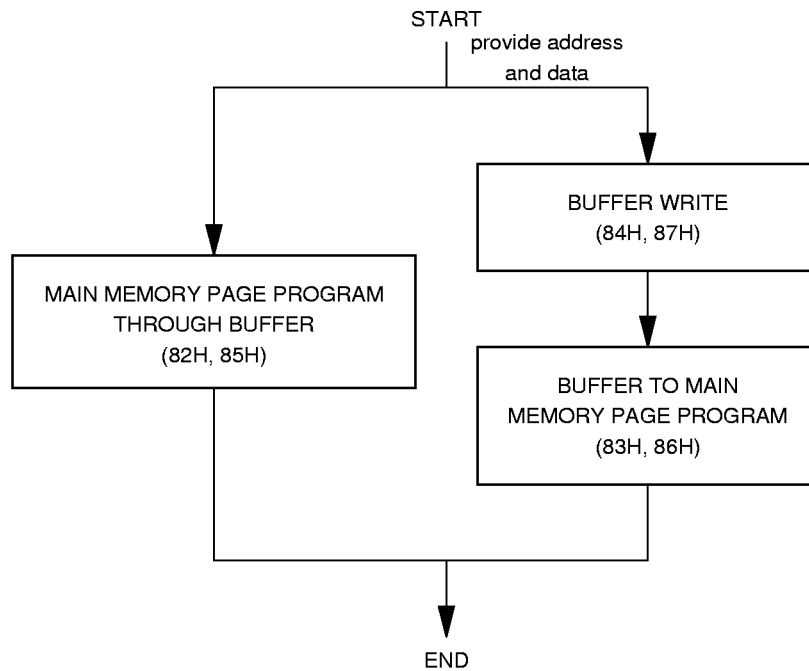 START
provide address
and data
BUFFER WRITE
(84H, 87H)
MAIN MEMORY PAGE PROGRAM
THROUGH BUFFER
(82H, 85H)
BUFFER TO MAIN
MEMORY PAGE PROGRAM
(83H, 86H)
END